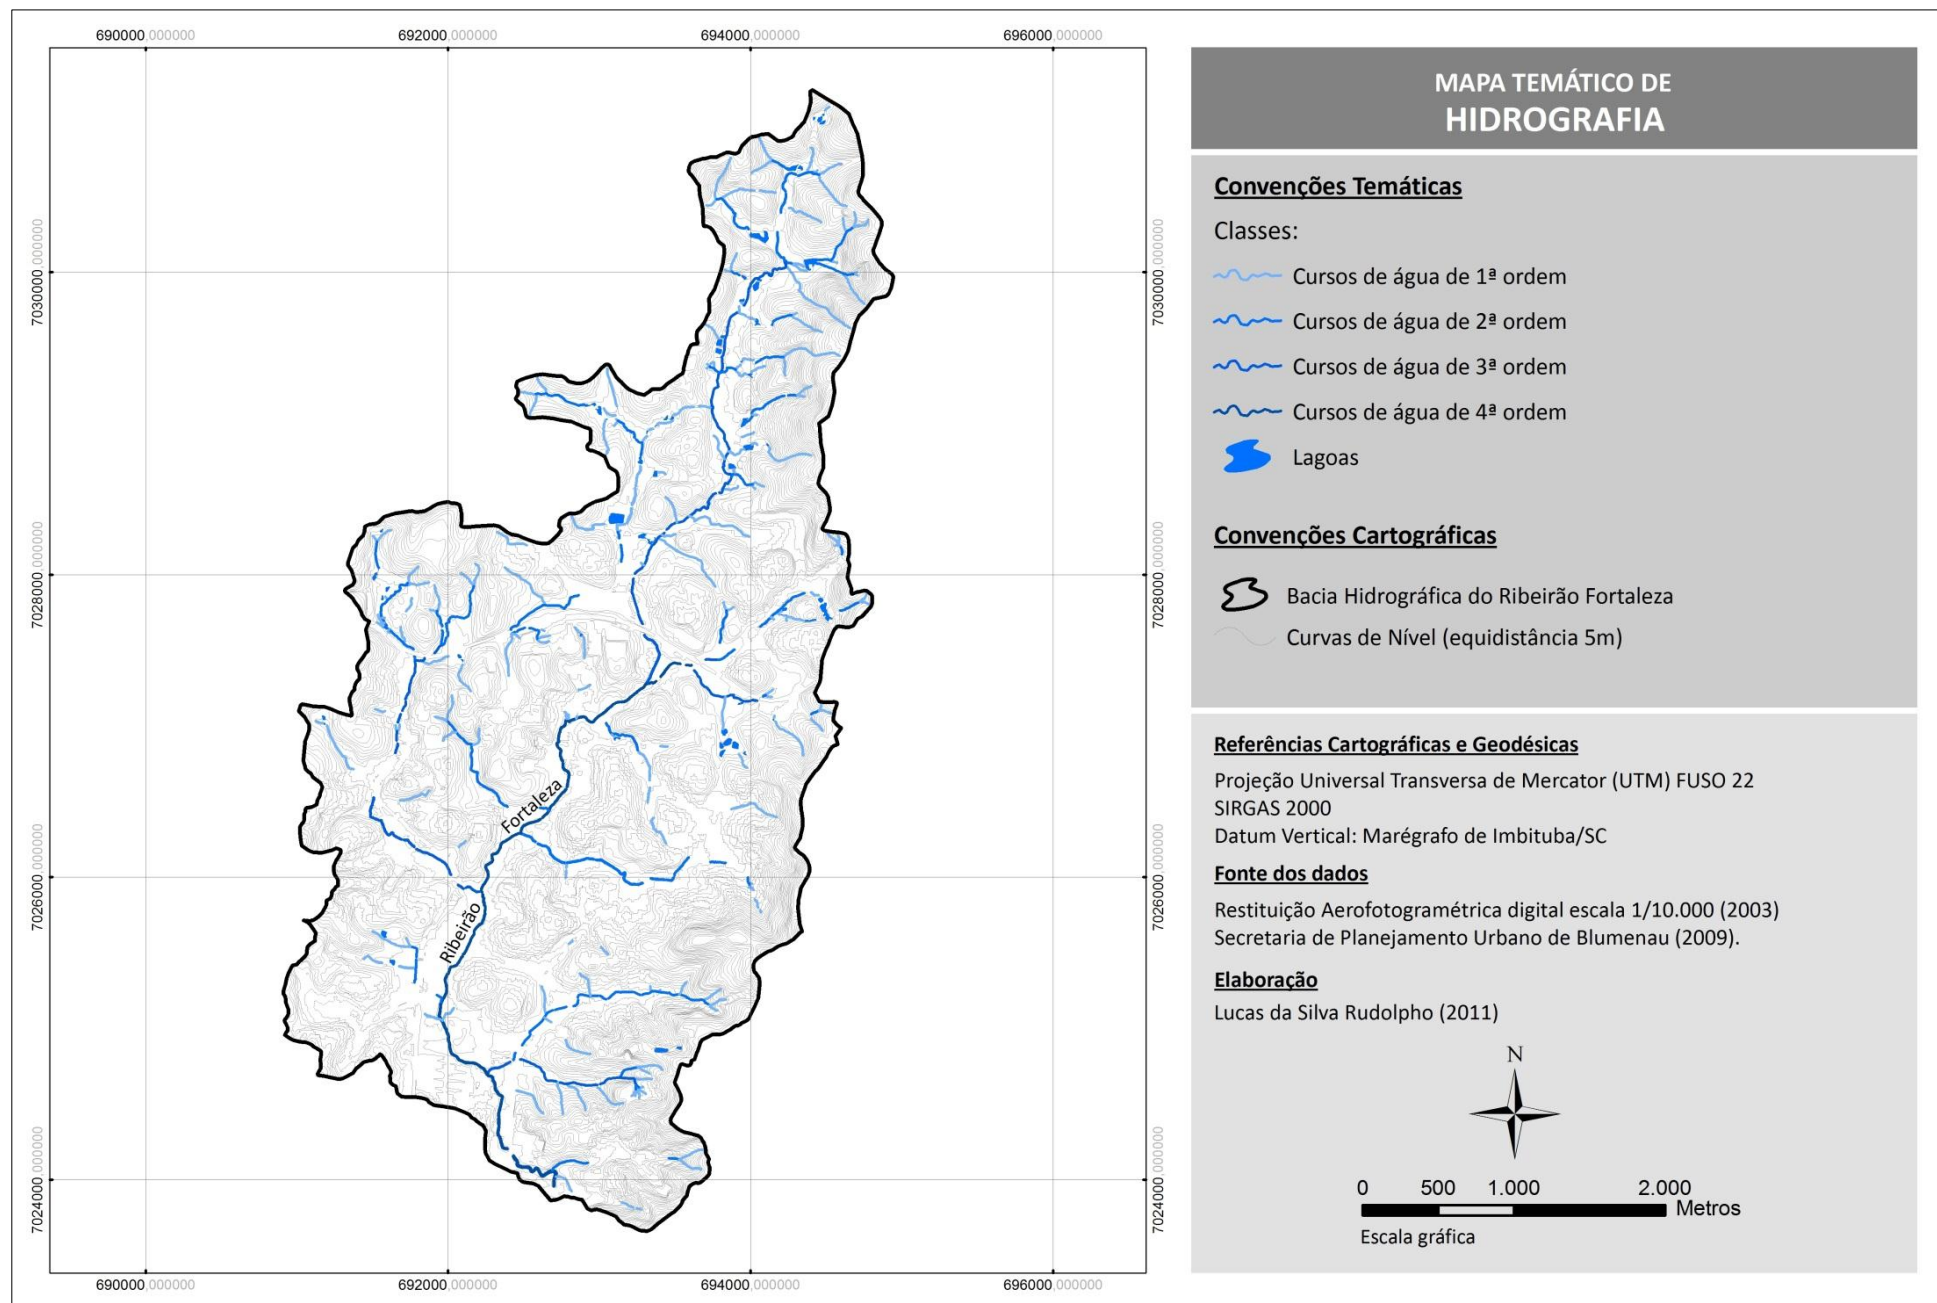 690000,000000 692000,000000 694000,000000 696000,000000
7030000,000000
7028000,000000
7026000,000000
7024000,000000
Fortaleza
Ribeirão
7030000,000000
7028000,000000
7026000,000000
7024000,000000
690000,000000 692000,000000 694000,000000 696000,000000
MAPA TEMÁTICO DE
HIDROGRAFIA
Convenções Temáticas
Classes:
Cursos de água de 1ª ordem
Cursos de água de 2ª ordem
Cursos de água de 3ª ordem
Cursos de água de 4ª ordem
Lagoas
Convenções Cartográficas
Bacia Hidrográfica do Ribeirão Fortaleza
Curvas de Nível (equidistância 5m)
Referências Cartográficas e Geodésicas
Projeção Universal Transversa de Mercator (UTM) FUSO 22
SIRGAS 2000
Datum Vertical: Marégrafo de Imbituba/SC
Fonte dos dados
Restituição Aerofotogramétrica digital escala 1/10.000 (2003)
Secretaria de Planejamento Urbano de Blumenau (2009).
Elaboração
Lucas da Silva Rudolpho (2011)
N
0 500 1.000 2.000
Metros
Escala gráfica